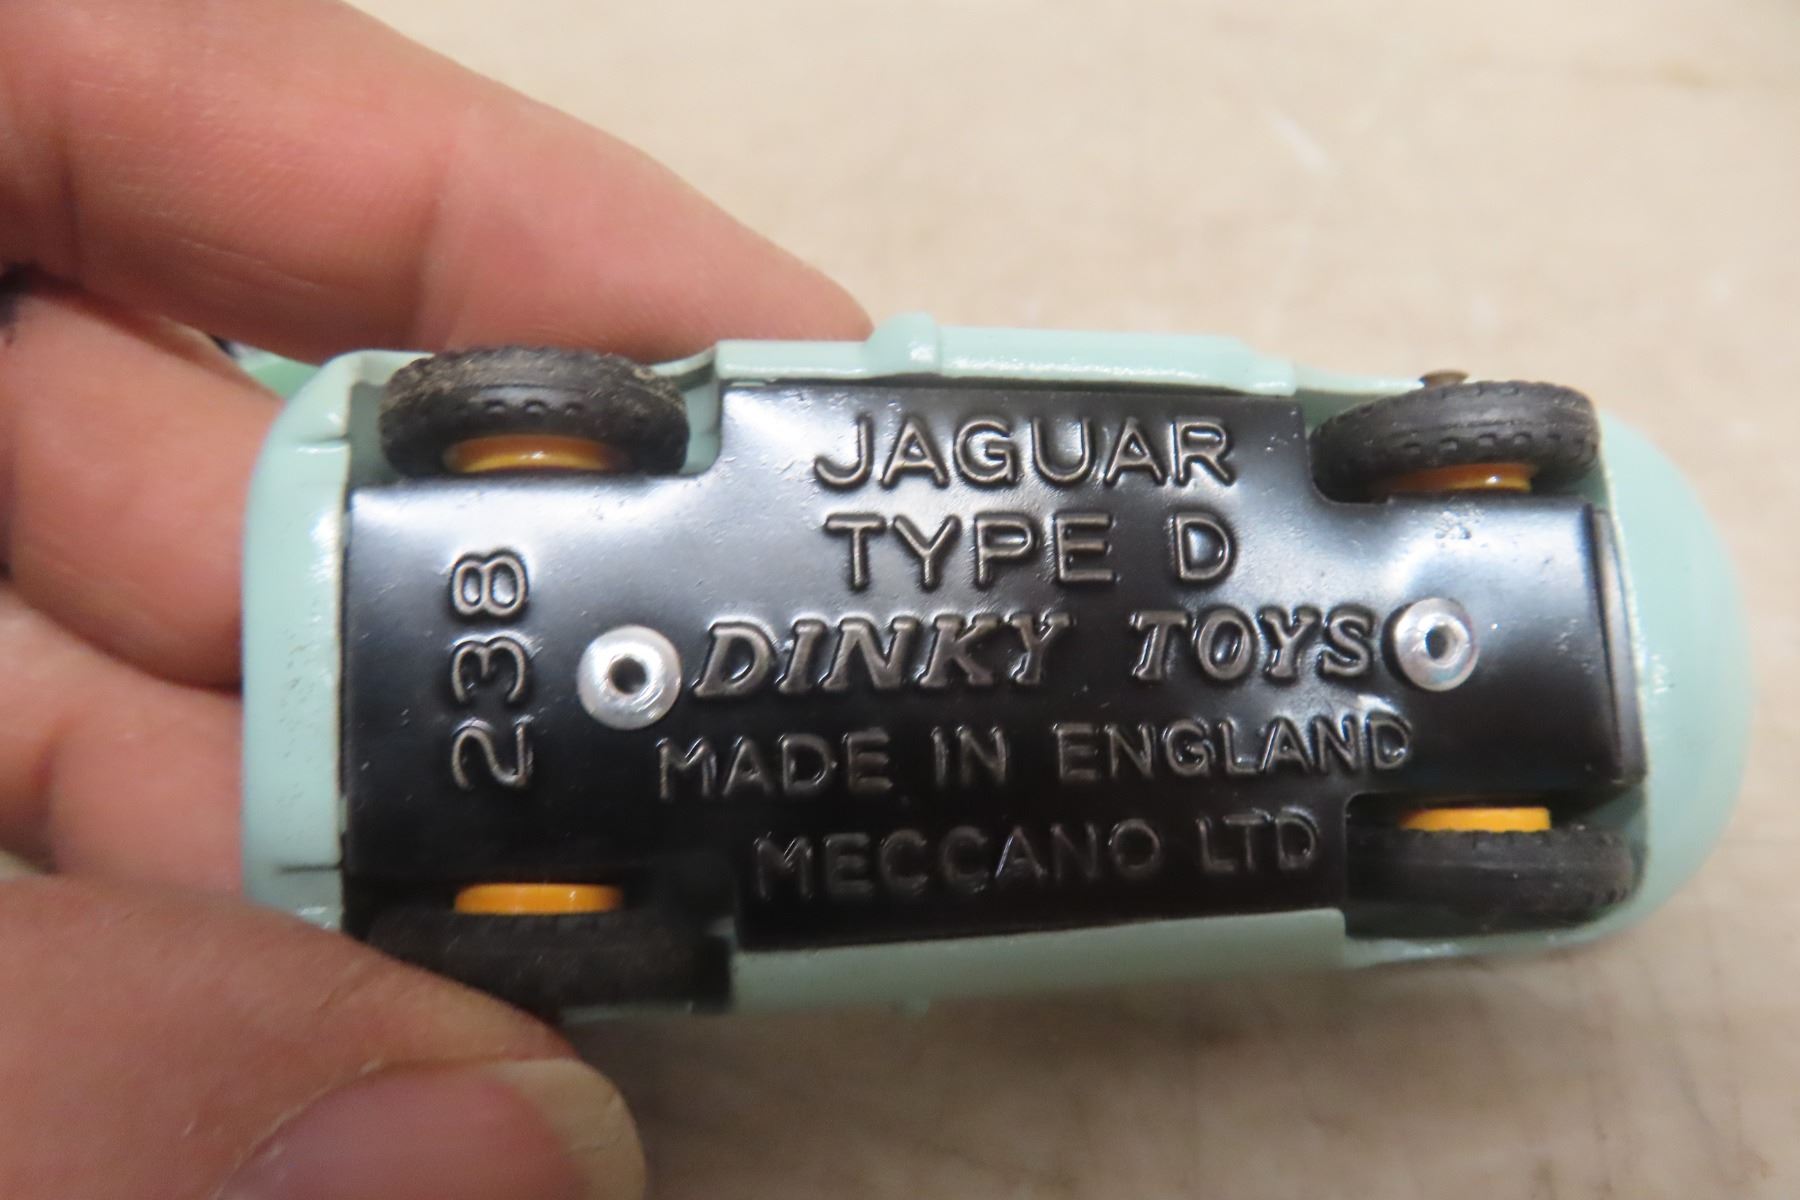 JAGUAR
TYPE D
238
DINKY TOYS
MADE IN ENGLAND
MECCANO LTD